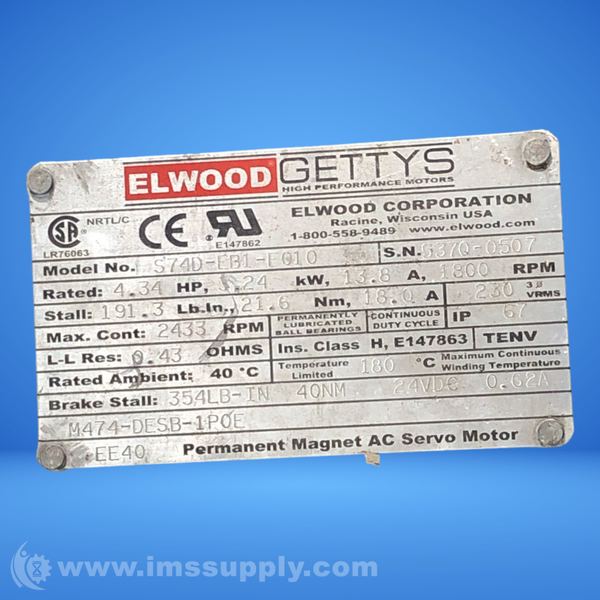 ELWOOD GETTYS
HIGH PERFORMANCE MOTORS
NRTL/C
LR76063
E147862
ELWOOD CORPORATION
Racine, Wisconsin USA
1-800-558-9489 www.elwood.com
Model No. S74D-EB1-F010 S.N. G37Q-0507
Rated: 4.34 HP, 3.24 kW, 13.8 A, 1800 RPM
Stall: 191.3 Lb.In., 21.6 Nm, 18.0 A 230 3Ø VRMS
Max. Cont: 2433 RPM PERMANENTLY LUBRICATED BALL BEARINGS CONTINUOUS DUTY CYCLE IP 67
L-L Res: 0.43 OHMS Ins. Class H, E147863 TENV
Rated Ambient: 40 °C Temperature Limited 180 °C Maximum Continuous Winding Temperature
Brake Stall: 354LB-IN 40NM 24VDC 0.62A
M474-DESB-1P0E
EE40 Permanent Magnet AC Servo Motor
www.imssupply.com